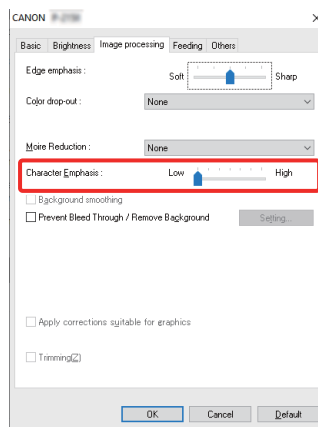 CANON
Basic Brightness Image processing Feeding Others
Edge emphasis : Soft Sharp
Color drop-out : None
Moire Reduction : None
Character Emphasis : Low High
Background smoothing
Prevent Bleed Through / Remove Background Setting...
Apply corrections suitable for graphics
Trimming(Z)
OK Cancel Default